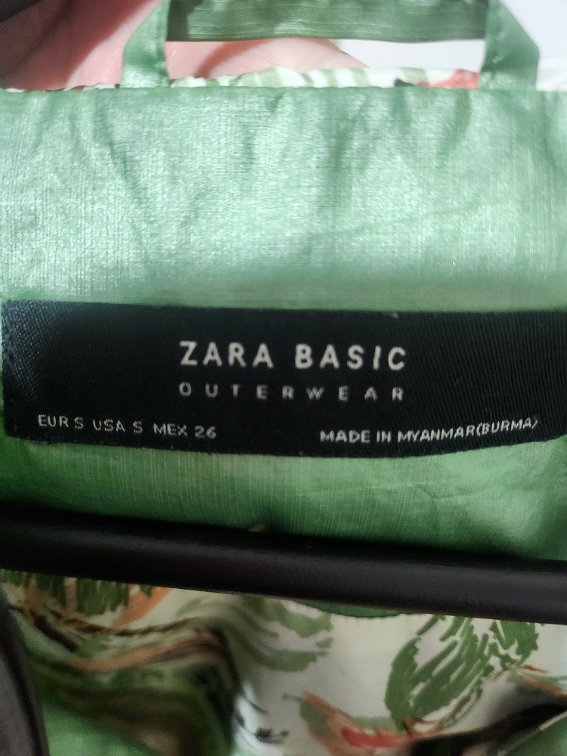 ZARA BASIC
OUTERWEAR
EUR S USA S MEX 26
MADE IN MYANMAR(BURMA)